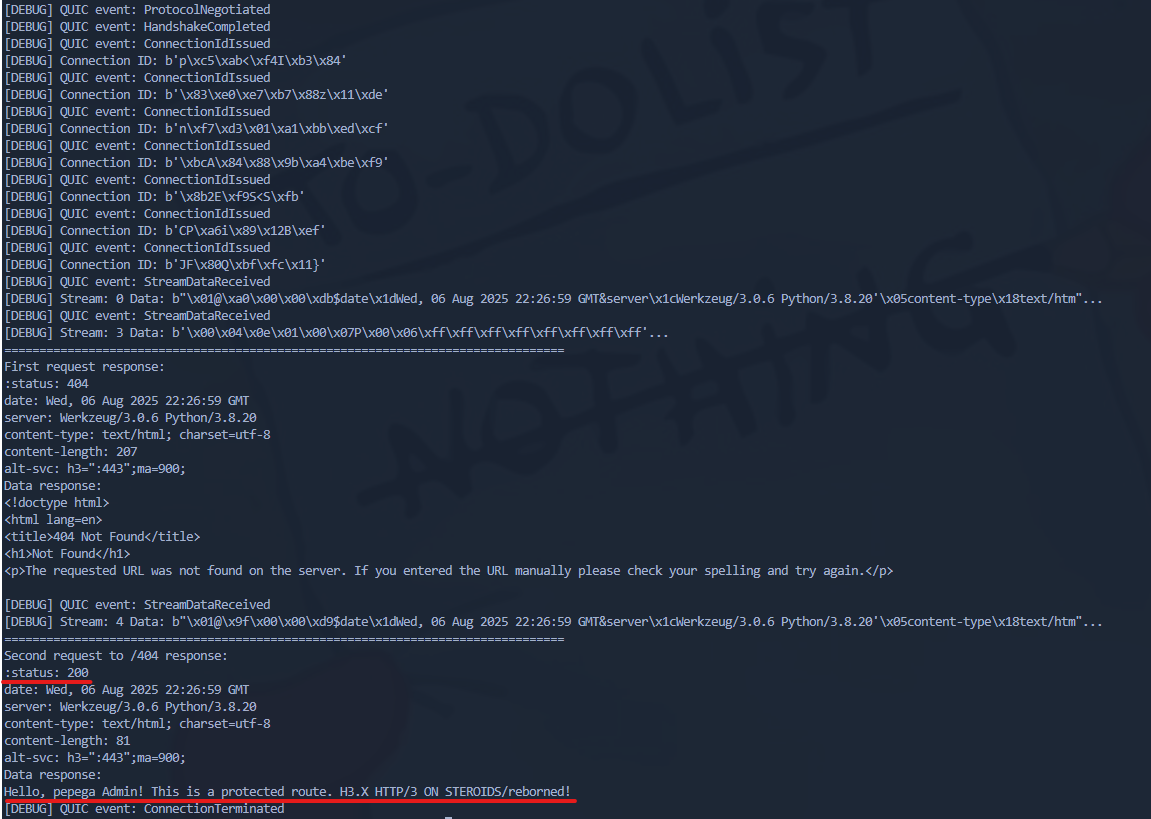 [DEBUG] QUIC event: ProtocolNegotiated
[DEBUG] QUIC event: HandshakeCompleted
[DEBUG] QUIC event: ConnectionIdIssued
[DEBUG] Connection ID: b'p\xc5\xab<\xf4I\xb3\x84'
[DEBUG] QUIC event: ConnectionIdIssued
[DEBUG] Connection ID: b'\x83\xe0\xe7\xb7\x88z\x11\xde'
[DEBUG] QUIC event: ConnectionIdIssued
[DEBUG] Connection ID: b'n\xf7\xd3\x01\xa1\xbb\xed\xcf'
[DEBUG] QUIC event: ConnectionIdIssued
[DEBUG] Connection ID: b'\xbcA\x84\x88\x9b\xa4\xbe\xf9'
[DEBUG] QUIC event: ConnectionIdIssued
[DEBUG] Connection ID: b'\x8b2E\xf9S<S\xfb'
[DEBUG] QUIC event: ConnectionIdIssued
[DEBUG] Connection ID: b'CP\xa6i\x89\x12B\xef'
[DEBUG] QUIC event: ConnectionIdIssued
[DEBUG] Connection ID: b'JF\x80Q\xbf\xfc\x11}'
[DEBUG] QUIC event: StreamDataReceived
[DEBUG] Stream: 0 Data: b"\x01@\xa0\x00\x00\xdb$date\x1dWed, 06 Aug 2025 22:26:59 GMT&server\x1cWerkzeug/3.0.6 Python/3.8.20'\x05content-type\x18text/htm"...
[DEBUG] QUIC event: StreamDataReceived
[DEBUG] Stream: 3 Data: b'\x00\x04\x0e\x01\x00\x07P\x00\x06\xff\xff\xff\xff\xff\xff\xff\xff'...
================================================================================
First request response:
:status: 404
date: Wed, 06 Aug 2025 22:26:59 GMT
server: Werkzeug/3.0.6 Python/3.8.20
content-type: text/html; charset=utf-8
content-length: 207
alt-svc: h3=":443";ma=900;
Data response:
<!doctype html>
<html lang=en>
<title>404 Not Found</title>
<h1>Not Found</h1>
<p>The requested URL was not found on the server. If you entered the URL manually please check your spelling and try again.</p>
[DEBUG] QUIC event: StreamDataReceived
[DEBUG] Stream: 4 Data: b"\x01@\x9f\x00\x00\xd9$date\x1dWed, 06 Aug 2025 22:26:59 GMT&server\x1cWerkzeug/3.0.6 Python/3.8.20'\x05content-type\x18text/htm"...
================================================================================
Second request to /404 response:
:status: 200
date: Wed, 06 Aug 2025 22:26:59 GMT
server: Werkzeug/3.0.6 Python/3.8.20
content-type: text/html; charset=utf-8
content-length: 81
alt-svc: h3=":443";ma=900;
Data response:
Hello, pepega Admin! This is a protected route. H3.X HTTP/3 ON STEROIDS/reborned!
[DEBUG] QUIC event: ConnectionTerminated
TO-DO LIST
NOTHING